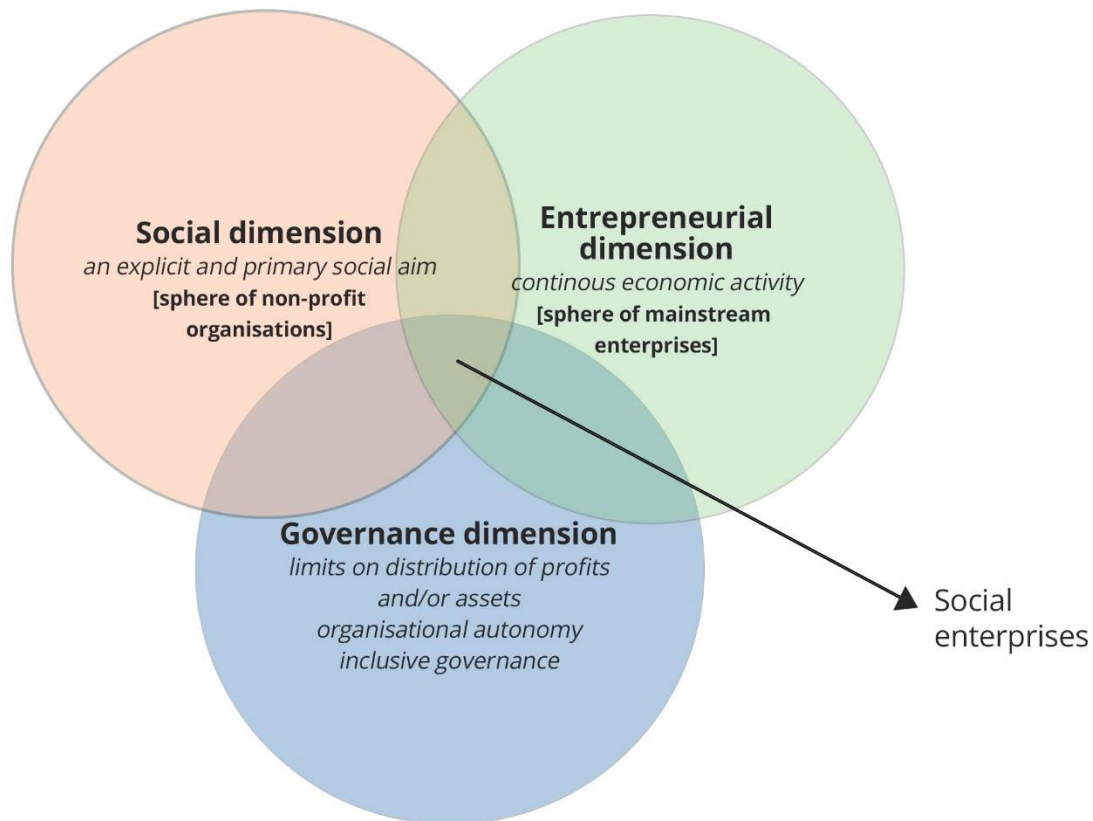 Social dimension
an explicit and primary social aim
[sphere of non-profit
organisations]
Entrepreneurial
dimension
continous economic activity
[sphere of mainstream
enterprises]
Governance dimension
limits on distribution of profits
and/or assets
organisational autonomy
inclusive governance
Social
enterprises